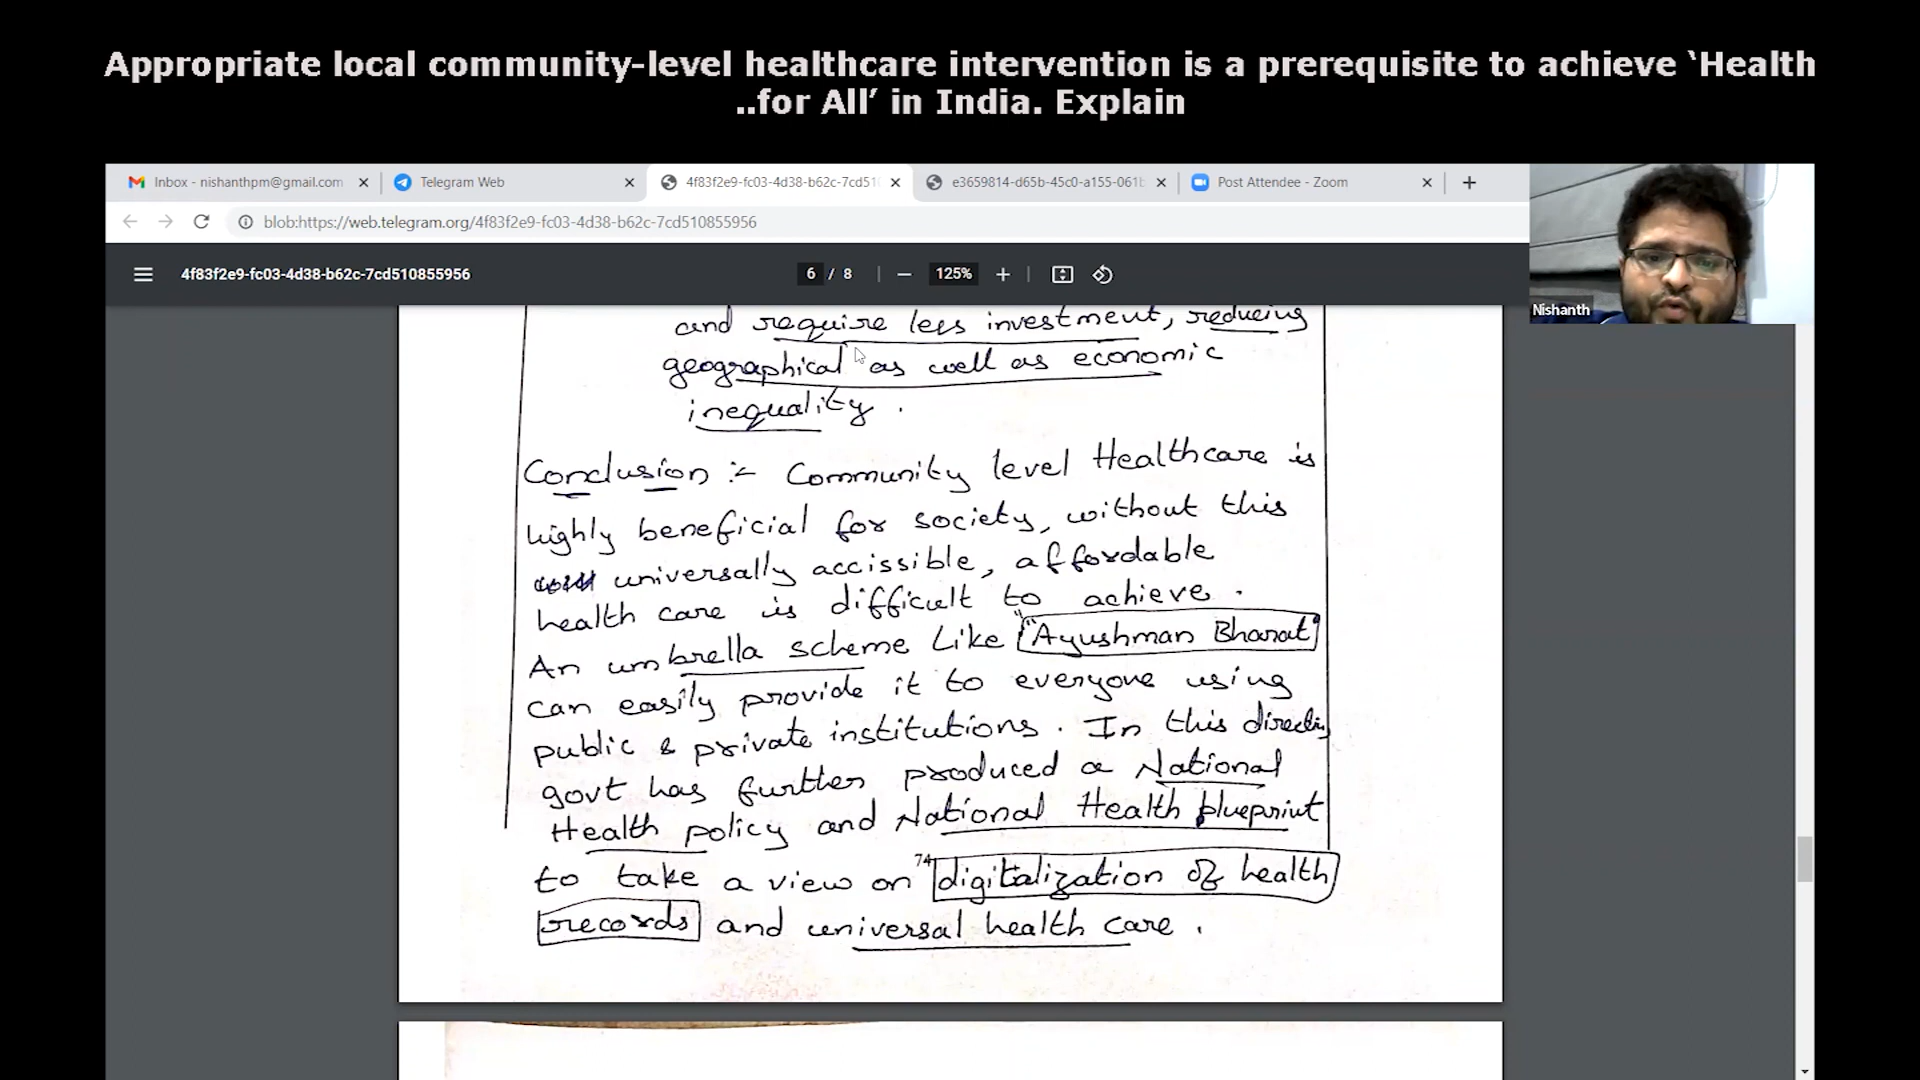 Appropriate local community-level healthcare intervention is a prerequisite to achieve ‘Health
..for All’ in India. Explain
Inbox - nishanthpm@gmail.com
Telegram Web
4f83f2e9-fc03-4d38-b62c-7cd51
e3659814-d65b-45c0-a155-061b
Post Attendee - Zoom
blob:https://web.telegram.org/4f83f2e9-fc03-4d38-b62c-7cd510855956
4f83f2e9-fc03-4d38-b62c-7cd510855956
6 / 8
125%
Nishanth
and require less investment, reducing
geographical as well as economic
inequality .
Conclusion :- Community level Healthcare is
highly beneficial for society, without this
universally accissible, affordable
health care is difficult to achieve .
An umbrella scheme like "Ayushman Bharat"
can easily provide it to everyone using
public & private institutions . In this direction
govt has further produced a National
Health policy and National Health blueprint
74
to take a view on digitalization of health
records and universal health care .